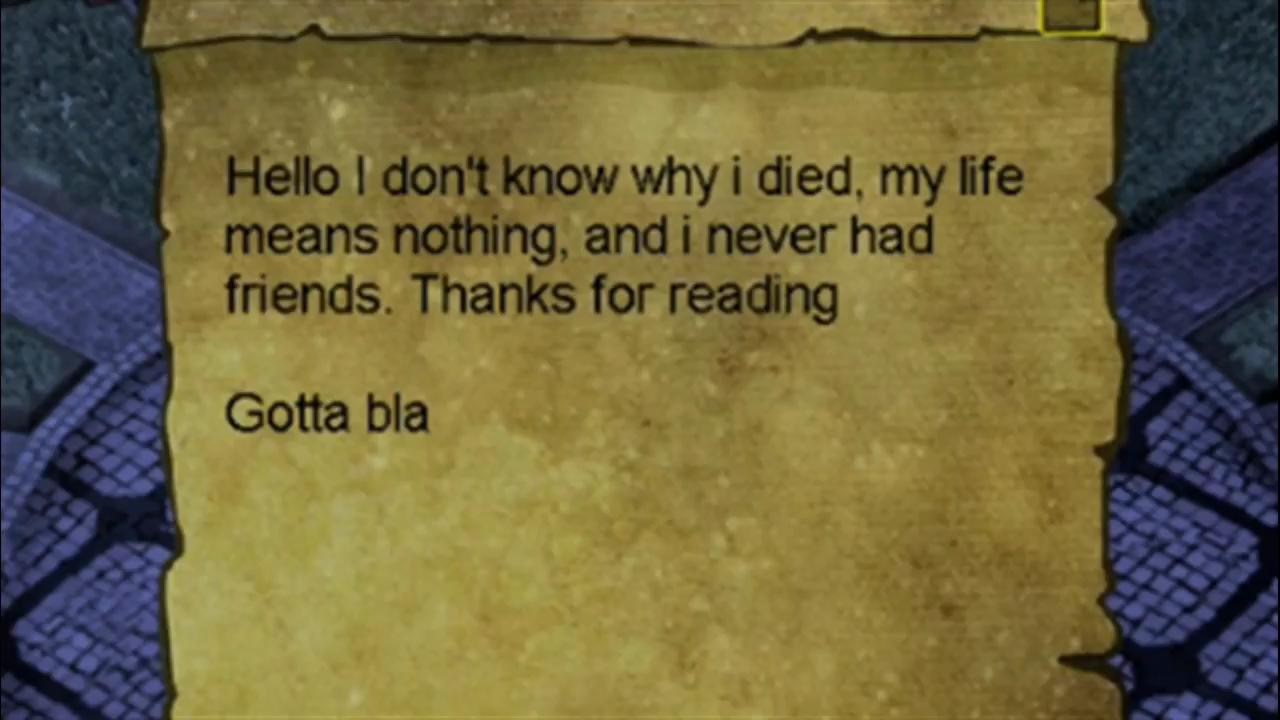 Hello I don't know why i died, my life
means nothing, and i never had
friends. Thanks for reading
Gotta bla